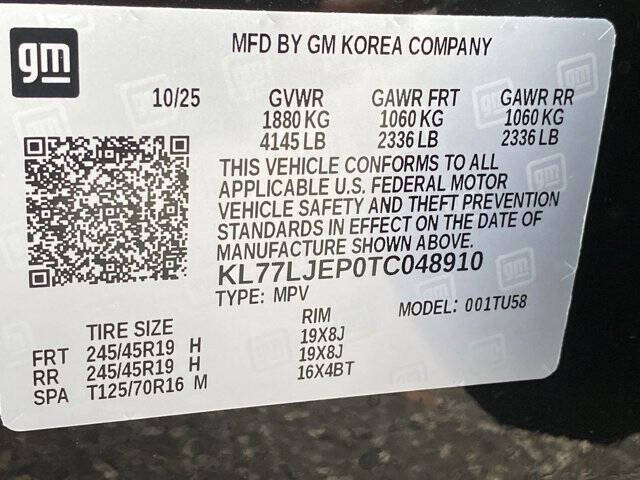 gm
MFD BY GM KOREA COMPANY
10/25 GVWR GAWR FRT GAWR RR
1880 KG 1060 KG 1060 KG
4145 LB 2336 LB 2336 LB
THIS VEHICLE CONFORMS TO ALL
APPLICABLE U.S. FEDERAL MOTOR
VEHICLE SAFETY AND THEFT PREVENTION
STANDARDS IN EFFECT ON THE DATE OF
MANUFACTURE SHOWN ABOVE.
KL77LJEP0TC048910
TYPE: MPV MODEL: 001TU58
TIRE SIZE RIM
FRT 245/45R19 H 19X8J
RR 245/45R19 H 19X8J
SPA T125/70R16 M 16X4BT